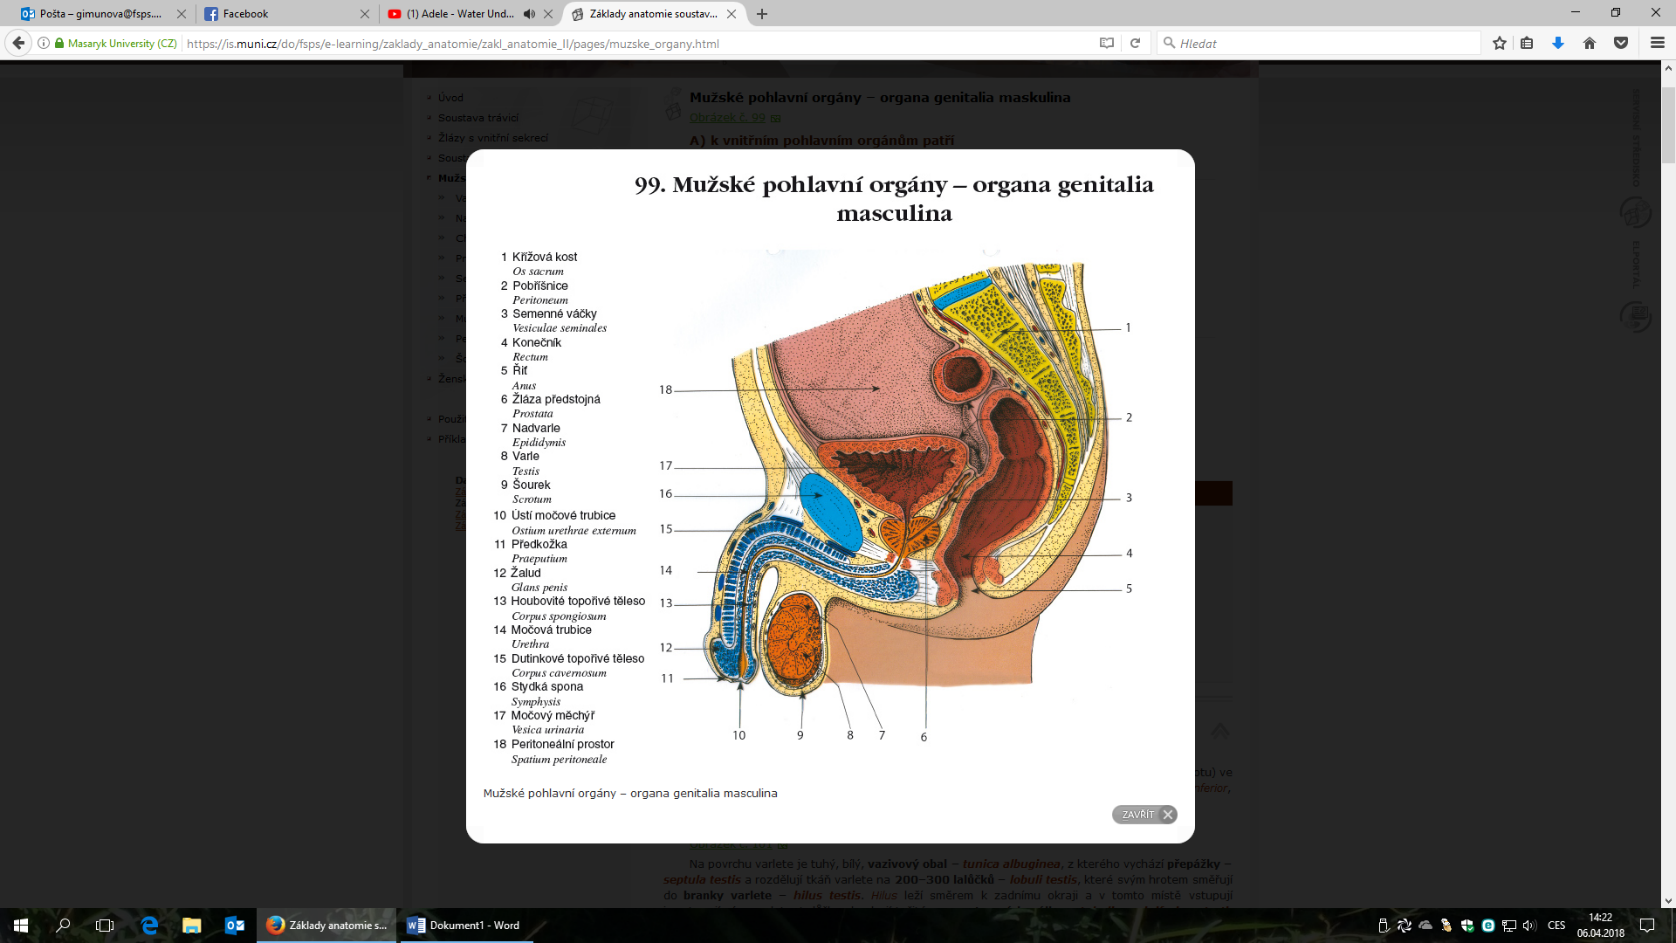 Pošta – gimunova@fsps....
Facebook
(1) Adele - Water Und...
Základy anatomie soustav...
Masaryk University (CZ)
https://is.muni.cz/do/fsps/e-learning/zaklady_anatomie/zakl_anatomie_II/pages/muzske_organy.html
Hledat
Úvod
Soustava trávicí
Žlázy s vnitřní sekrecí
Mužské pohlavní orgány – organa genitalia maskulina
Obrázek č. 99
A) k vnitřním pohlavním orgánům patří
99. Mužské pohlavní orgány – organa genitalia
masculina
1 Křížová kost
Os sacrum
2 Pobřišnice
Peritoneum
3 Semenné váčky
Vesiculae seminales
4 Konečník
Rectum
5 Řiť
Anus
6 Žláza předstojná
Prostata
7 Nadvarle
Epididymis
8 Varle
Testis
9 Šourek
Scrotum
10 Ústí močové trubice
Ostium urethrae externum
11 Předkožka
Praeputium
12 Žalud
Glans penis
13 Houbovité topořivé těleso
Corpus spongiosum
14 Močová trubice
Urethra
15 Dutinkové topořivé těleso
Corpus cavernosum
16 Stydká spona
Symphysis
17 Močový měchýř
Vesica urinaria
18 Peritoneální prostor
Spatium peritoneale
1
18
2
17
16
3
15
4
14
5
13
12
11
10
9
8
7
6
Mužské pohlavní orgány – organa genitalia masculina
ZAVŘÍT
Na povrchu varlete je tuhý, bílý, vazivový obal – tunica albuginea, z kterého vychází přepážky –
septula testis a rozdělují tkáň varlete na 200–300 lalůčků – lobuli testis, které svým hrotem směřují
do branky varlete – hilus testis. Hilus leží směrem k zadnímu okraji a v tomto místě vstupují
Základy anatomie s...
Dokument1 - Word
CES
14:22
06.04.2018